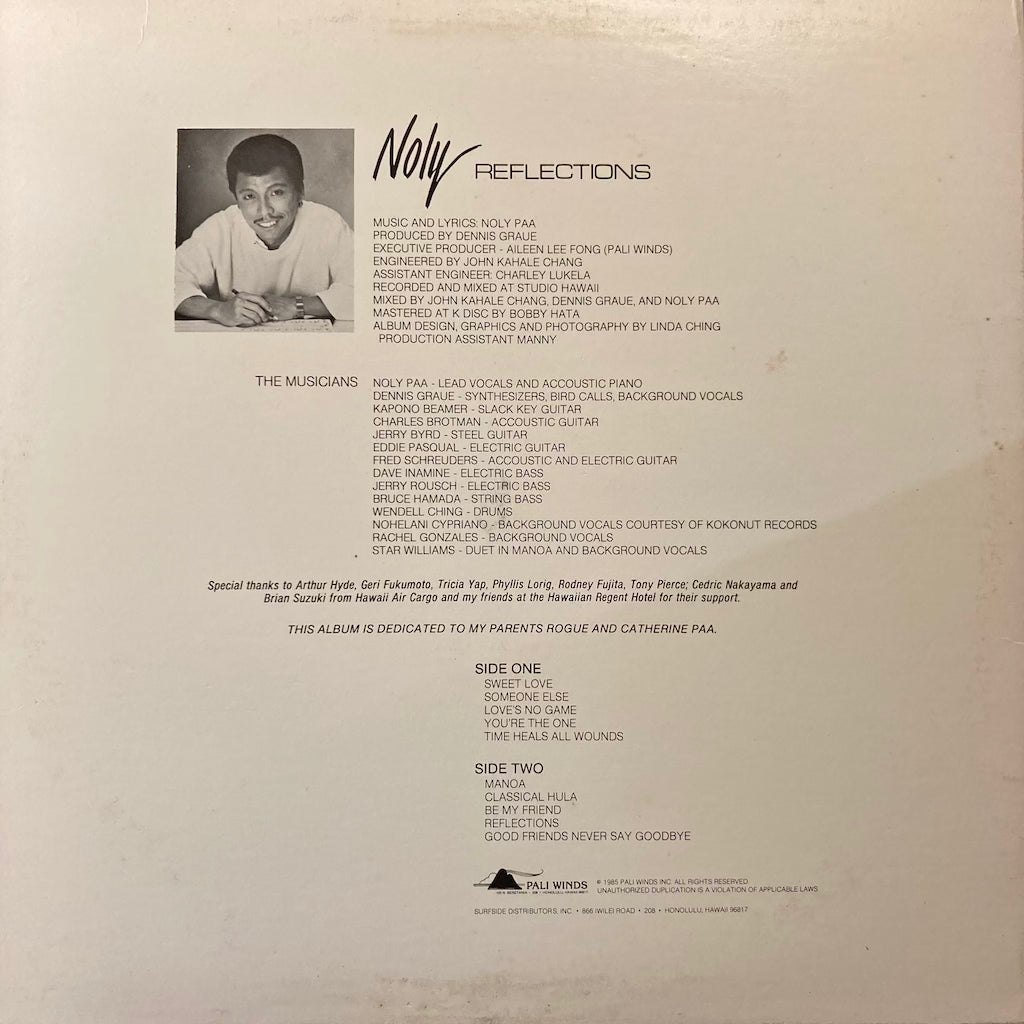 Noly REFLECTIONS
MUSIC AND LYRICS: NOLY PAA
PRODUCED BY DENNIS GRAUE
EXECUTIVE PRODUCER - AILEEN LEE FONG (PALI WINDS)
ENGINEERED BY JOHN KAHALE CHANG
ASSISTANT ENGINEER: CHARLEY LUKELA
RECORDED AND MIXED AT STUDIO HAWAII
MIXED BY JOHN KAHALE CHANG, DENNIS GRAUE, AND NOLY PAA
MASTERED AT K DISC BY BOBBY HATA
ALBUM DESIGN, GRAPHICS AND PHOTOGRAPHY BY LINDA CHING
PRODUCTION ASSISTANT MANNY
THE MUSICIANS NOLY PAA - LEAD VOCALS AND ACCOUSTIC PIANO
DENNIS GRAUE - SYNTHESIZERS, BIRD CALLS, BACKGROUND VOCALS
KAPONO BEAMER - SLACK KEY GUITAR
CHARLES BROTMAN - ACCOUSTIC GUITAR
JERRY BYRD - STEEL GUITAR
EDDIE PASQUAL - ELECTRIC GUITAR
FRED SCHREUDERS - ACCOUSTIC AND ELECTRIC GUITAR
DAVE INAMINE - ELECTRIC BASS
JERRY ROUSCH - ELECTRIC BASS
BRUCE HAMADA - STRING BASS
WENDELL CHING - DRUMS
NOHELANI CYPRIANO - BACKGROUND VOCALS COURTESY OF KOKONUT RECORDS
RACHEL GONZALES - BACKGROUND VOCALS
STAR WILLIAMS - DUET IN MANOA AND BACKGROUND VOCALS
Special thanks to Arthur Hyde, Geri Fukumoto, Tricia Yap, Phyllis Lorig, Rodney Fujita, Tony Pierce; Cedric Nakayama and
Brian Suzuki from Hawaii Air Cargo and my friends at the Hawaiian Regent Hotel for their support.
THIS ALBUM IS DEDICATED TO MY PARENTS ROGUE AND CATHERINE PAA.
SIDE ONE
SWEET LOVE
SOMEONE ELSE
LOVE'S NO GAME
YOU'RE THE ONE
TIME HEALS ALL WOUNDS
SIDE TWO
MANOA
CLASSICAL HULA
BE MY FRIEND
REFLECTIONS
GOOD FRIENDS NEVER SAY GOODBYE
PALI WINDS
© 1985 PALI WINDS INC. ALL RIGHTS RESERVED.
UNAUTHORIZED DUPLICATION IS A VIOLATION OF APPLICABLE LAWS
SURFSIDE DISTRIBUTORS, INC. • 866 IWILEI ROAD • 208 • HONOLULU, HAWAII 96817